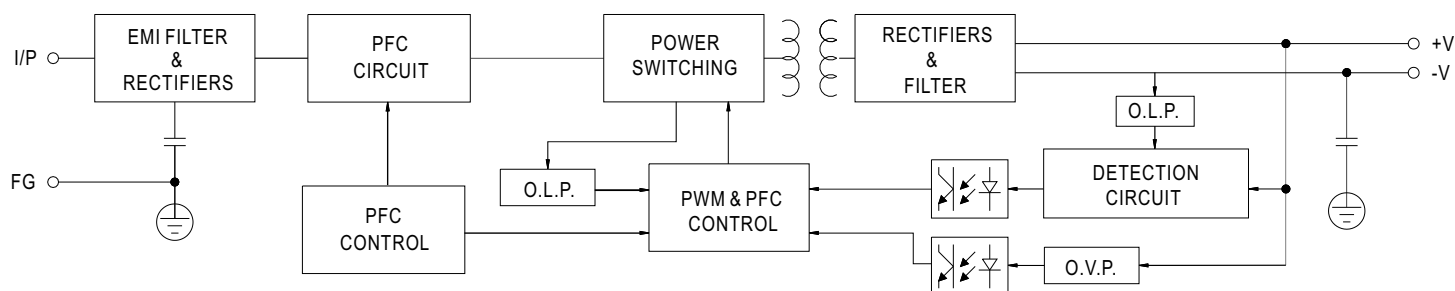 I/P
EMI FILTER
&
RECTIFIERS
PFC
CIRCUIT
POWER
SWITCHING
RECTIFIERS
&
FILTER
+V
-V
O.L.P.
FG
O.L.P.
PFC
CONTROL
PWM & PFC
CONTROL
DETECTION
CIRCUIT
O.V.P.